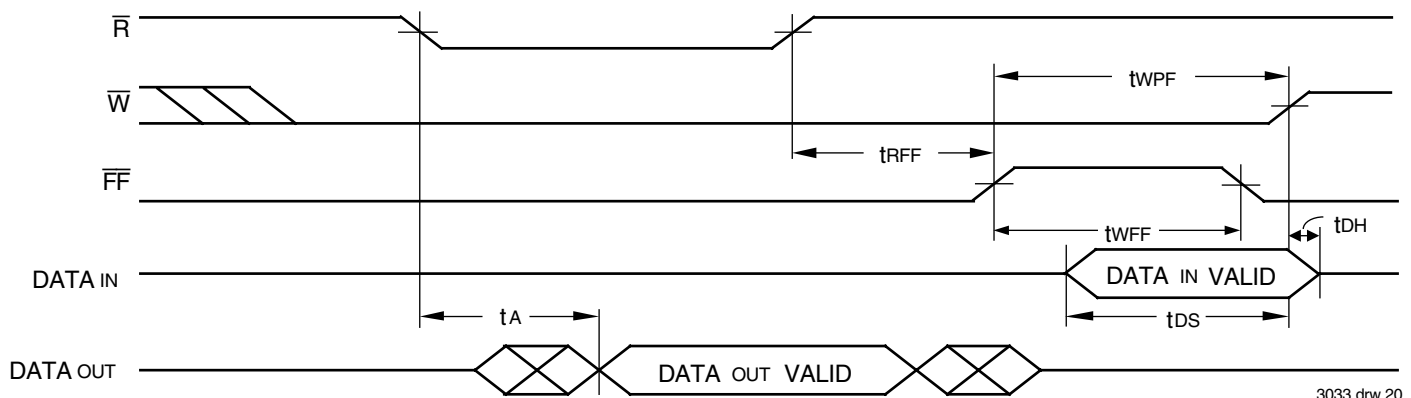 R̅
tWPF
W̅
tRFF
F̅F̅
tDH
tWFF
DATA IN
DATA IN VALID
tA
tDS
DATA OUT
DATA OUT VALID
3033 drw 20